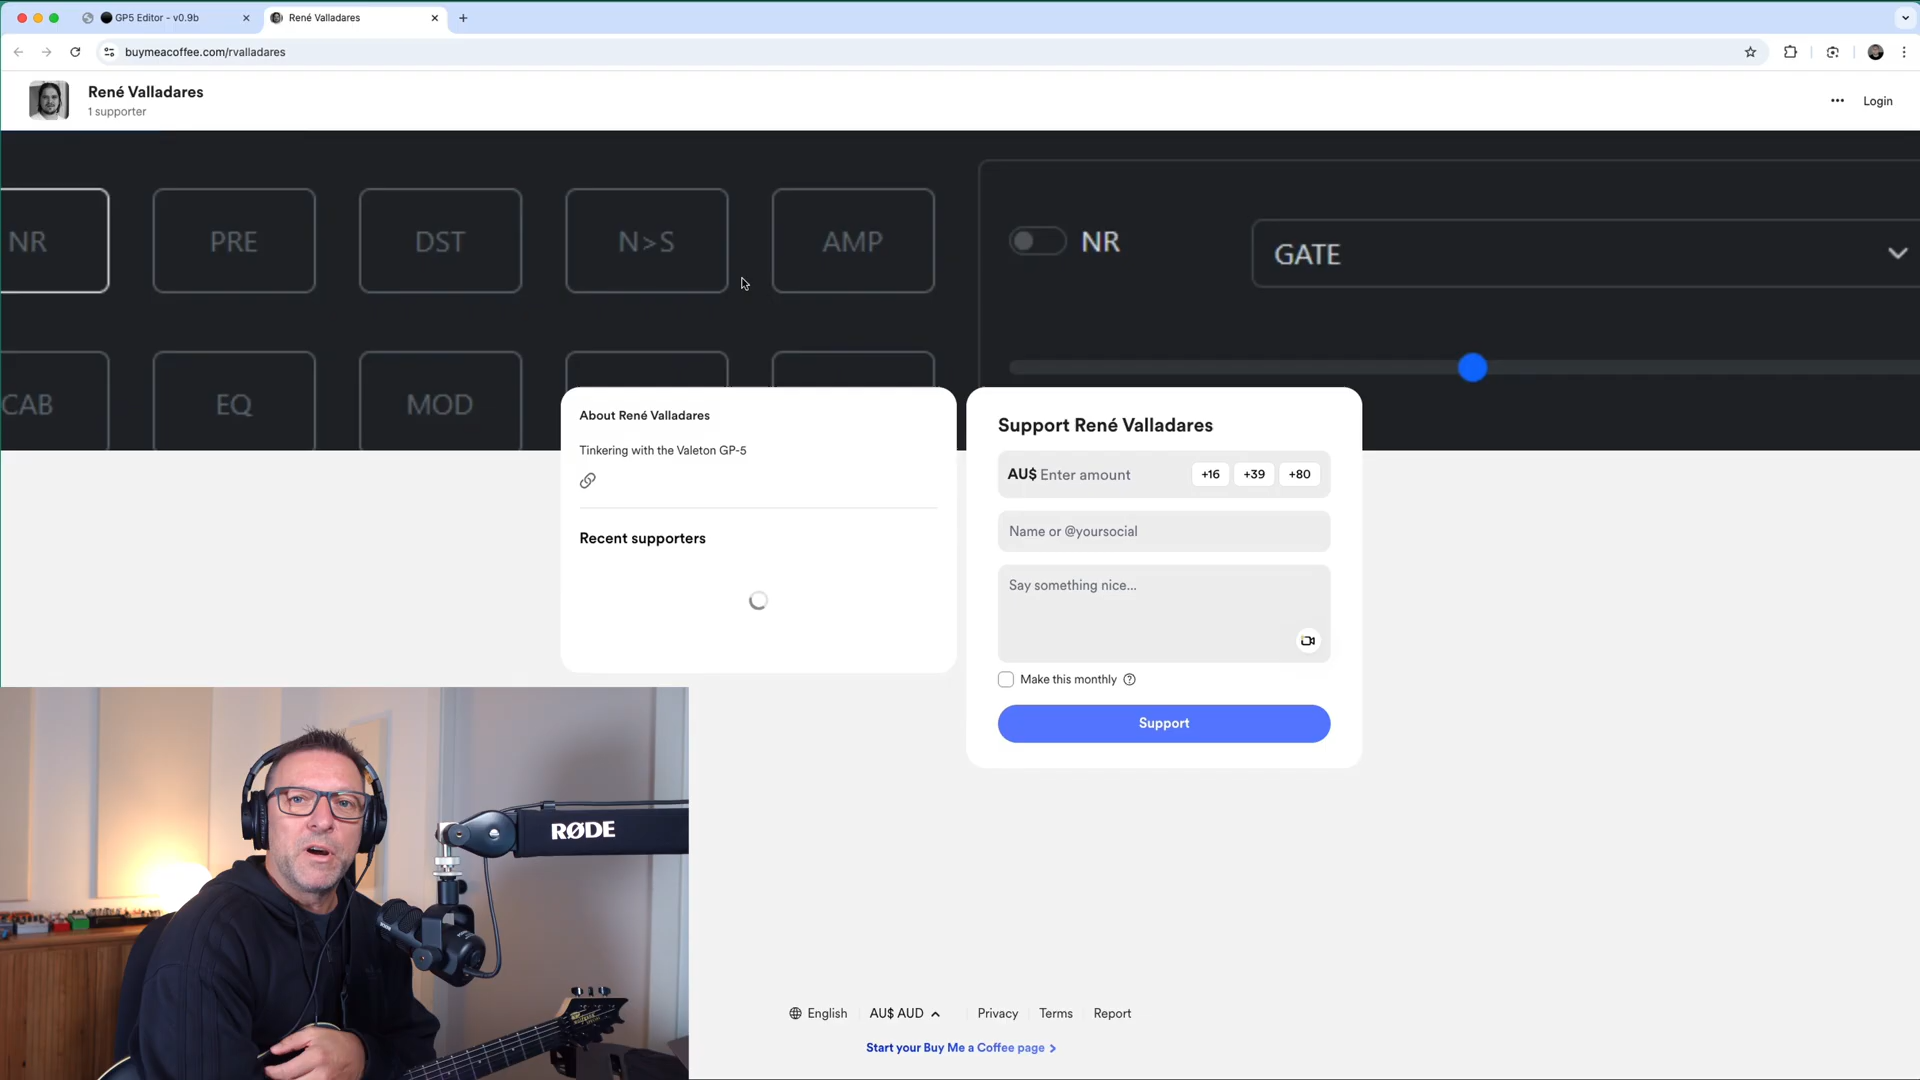 GP5 Editor - v0.9b
René Valladares
buymeacoffee.com/rvalladares
René Valladares
1 supporter
Login
NR
PRE
DST
N>S
AMP
NR
GATE
CAB
EQ
MOD
About René Valladares
Tinkering with the Valeton GP-5
Recent supporters
Support René Valladares
AU$ Enter amount
+16
+39
+80
Name or @yoursocial
Say something nice...
Make this monthly
Support
RØDE
English
AU$ AUD
Privacy
Terms
Report
Start your Buy Me a Coffee page